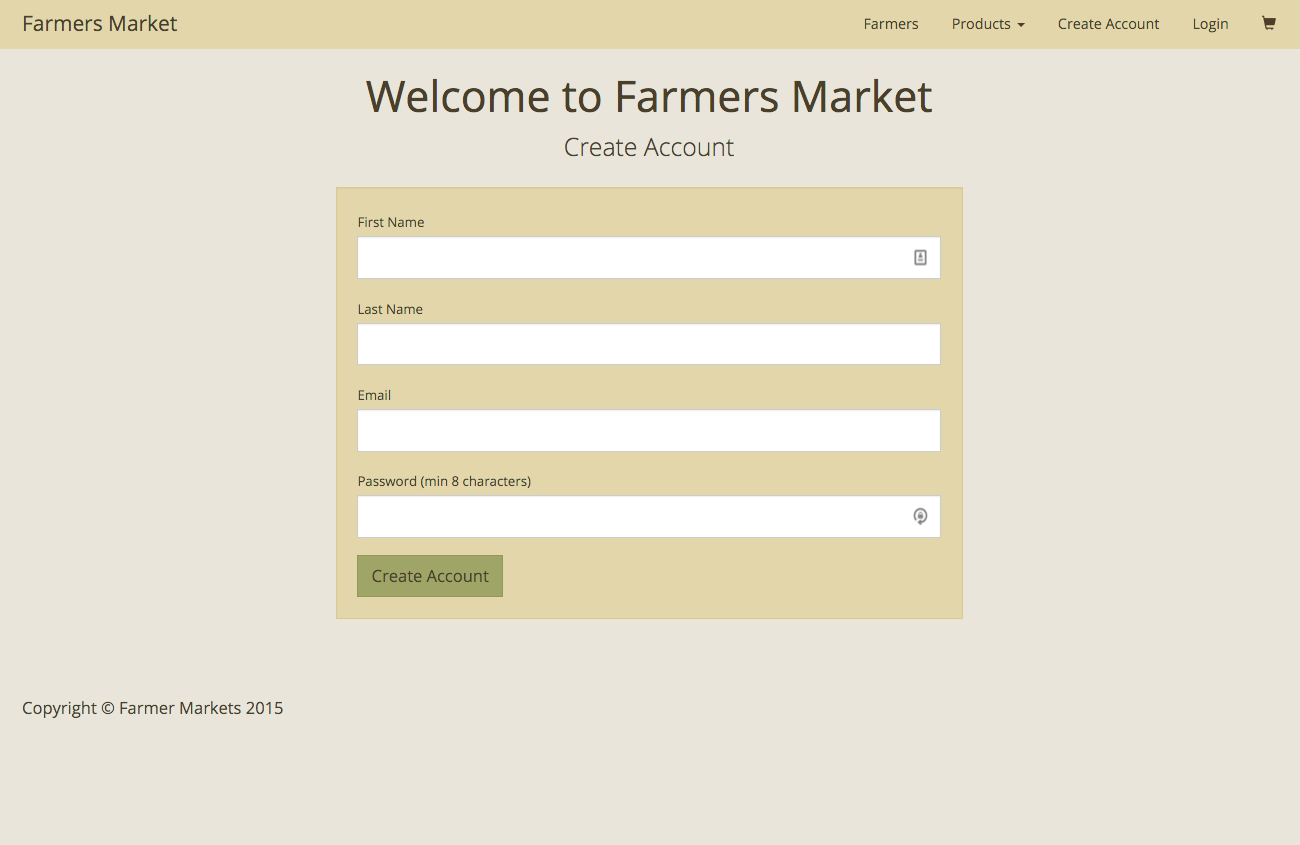 Farmers Market Farmers Products Create Account Login
Welcome to Farmers Market
Create Account
First Name
Last Name
Email
Password (min 8 characters)
Create Account
Copyright © Farmer Markets 2015